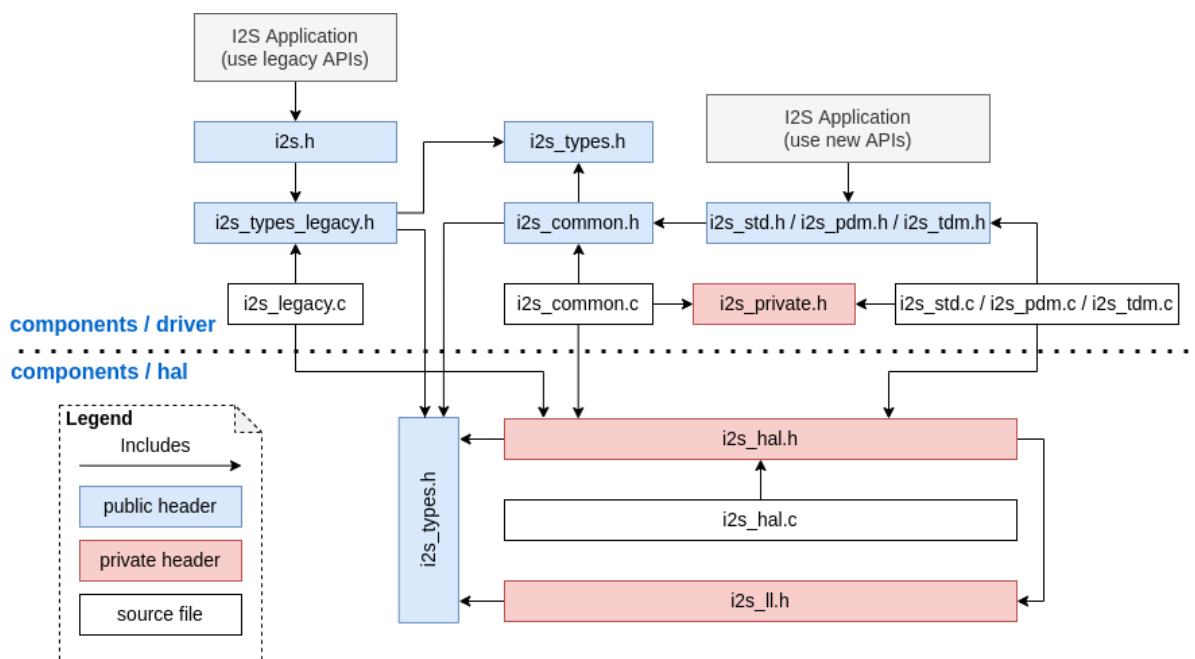 I2S Application
(use legacy APIs)
I2S Application
(use new APIs)
i2s.h
i2s_types.h
i2s_types_legacy.h
i2s_common.h
i2s_std.h / i2s_pdm.h / i2s_tdm.h
i2s_legacy.c
i2s_common.c
i2s_private.h
i2s_std.c / i2s_pdm.c / i2s_tdm.c
components / driver
components / hal
Legend
Includes
public header
private header
source file
i2s_types.h
i2s_hal.h
i2s_hal.c
i2s_ll.h